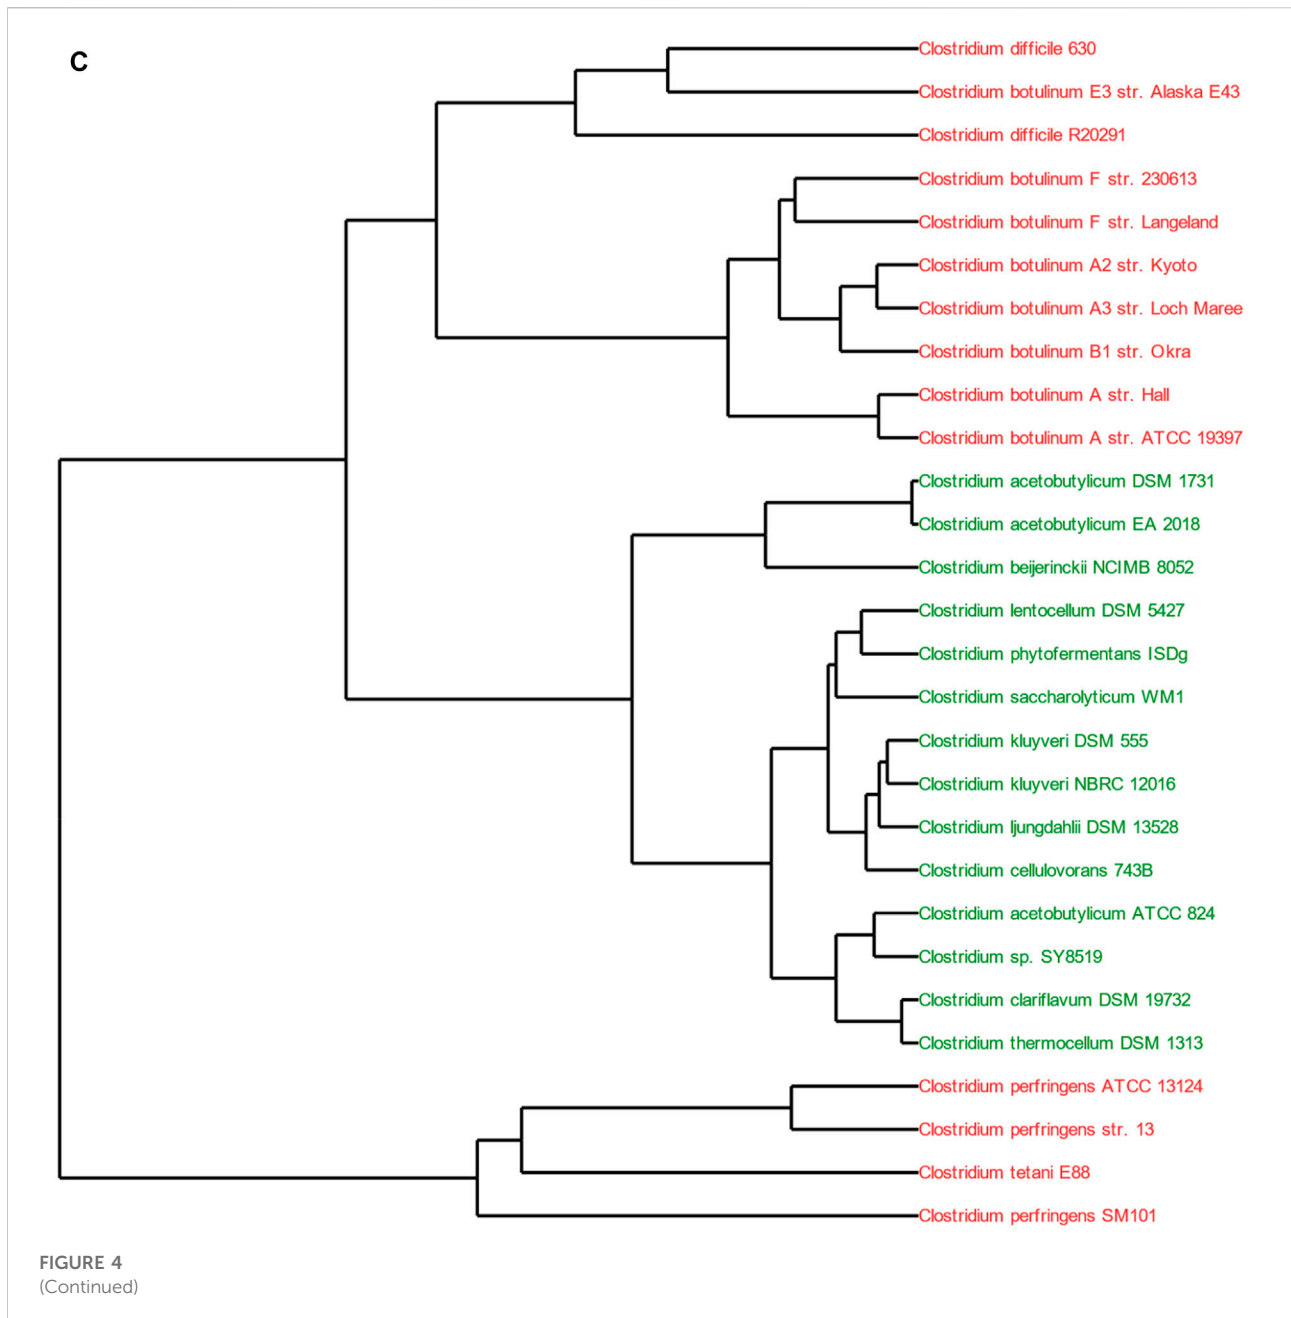 C
Clostridium difficile 630
Clostridium botulinum E3 str. Alaska E43
Clostridium difficile R20291
Clostridium botulinum F str. 230613
Clostridium botulinum F str. Langeland
Clostridium botulinum A2 str. Kyoto
Clostridium botulinum A3 str. Loch Maree
Clostridium botulinum B1 str. Okra
Clostridium botulinum A str. Hall
Clostridium botulinum A str. ATCC 19397
Clostridium acetobutylicum DSM 1731
Clostridium acetobutylicum EA 2018
Clostridium beijerinckii NCIMB 8052
Clostridium lentocellum DSM 5427
Clostridium phytofermentans ISDg
Clostridium saccharolyticum WM1
Clostridium kluyveri DSM 555
Clostridium kluyveri NBRC 12016
Clostridium ljungdahlii DSM 13528
Clostridium cellulovorans 743B
Clostridium acetobutylicum ATCC 824
Clostridium sp. SY8519
Clostridium clariflavum DSM 19732
Clostridium thermocellum DSM 1313
Clostridium perfringens ATCC 13124
Clostridium perfringens str. 13
Clostridium tetani E88
Clostridium perfringens SM101
FIGURE 4
(Continued)